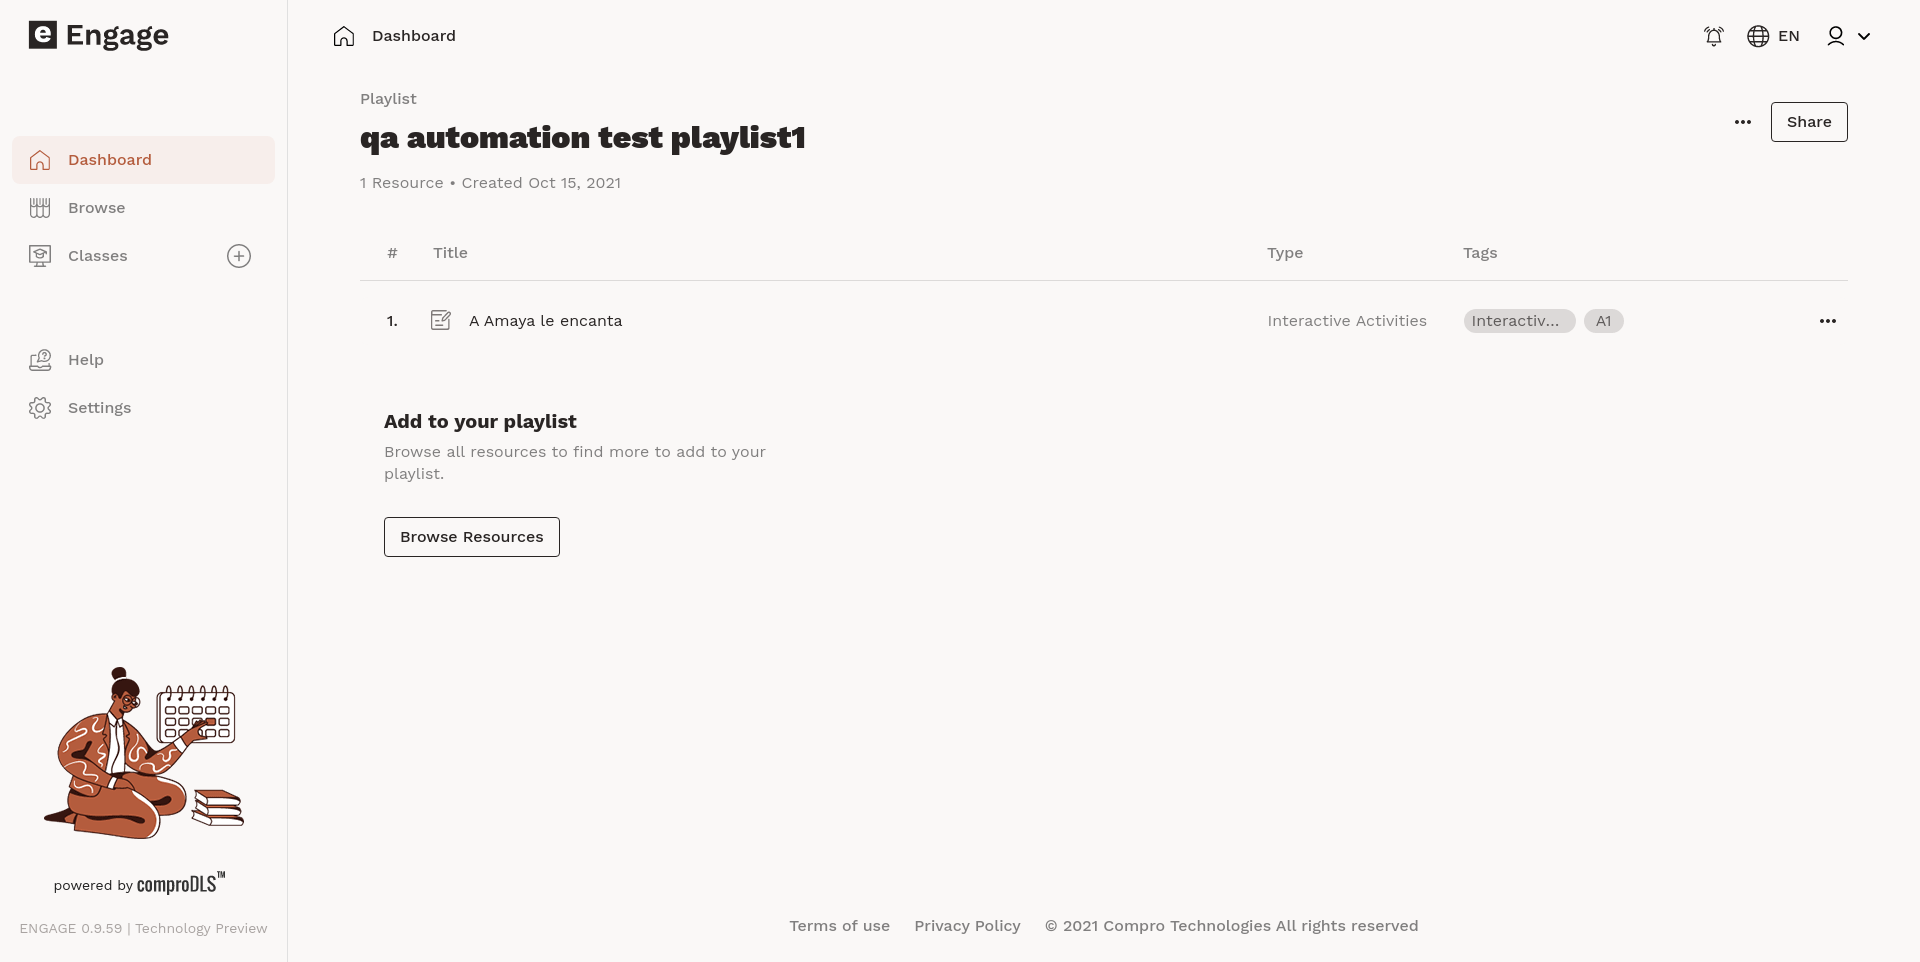 e Engage
Dashboard
EN
Dashboard
Browse
Classes
Help
Settings
powered by comproDLS™
ENGAGE 0.9.59 | Technology Preview
Playlist
qa automation test playlist1
1 Resource • Created Oct 15, 2021
Share
# Title Type Tags
1. A Amaya le encanta Interactive Activities Interactiv... A1
Add to your playlist
Browse all resources to find more to add to your
playlist.
Browse Resources
Terms of use Privacy Policy © 2021 Compro Technologies All rights reserved